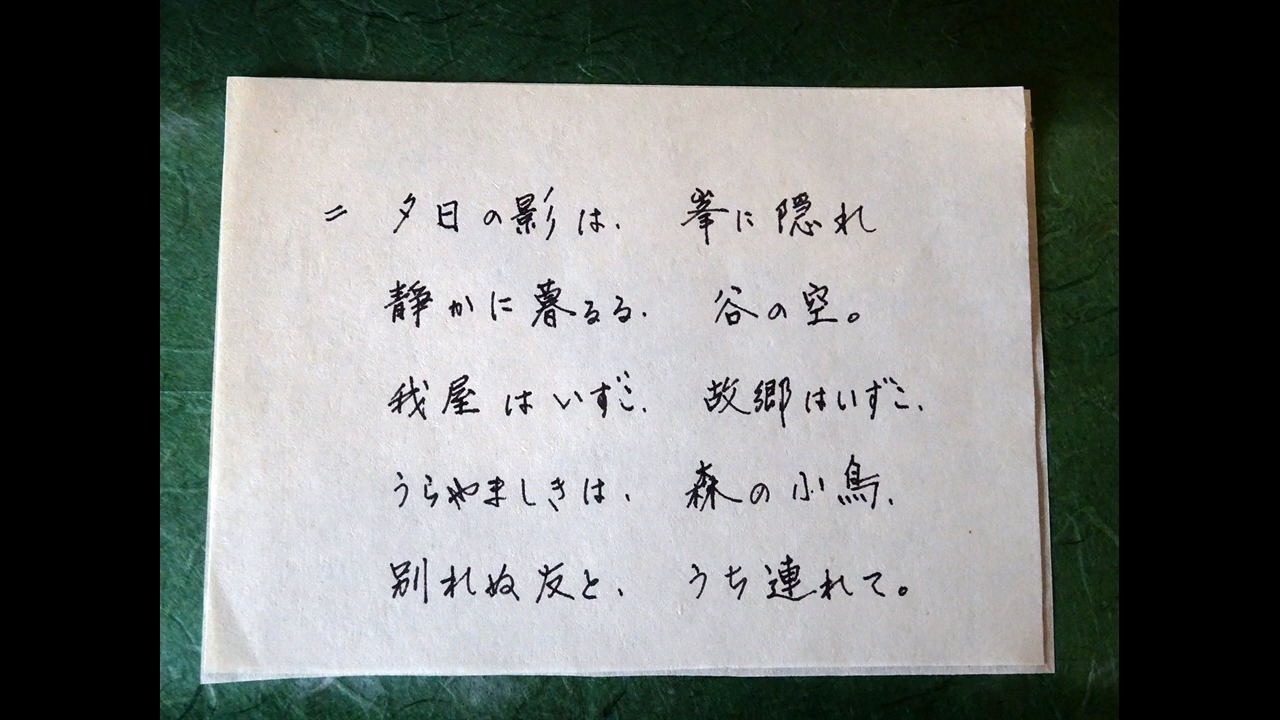 二 夕日の影は、 峯に隠れ
靜かに暮るる、 谷の空。
我屋はいずこ、 故郷はいずこ、
うらやましきは、 森の小鳥、
別れぬ友と、 うち連れて。